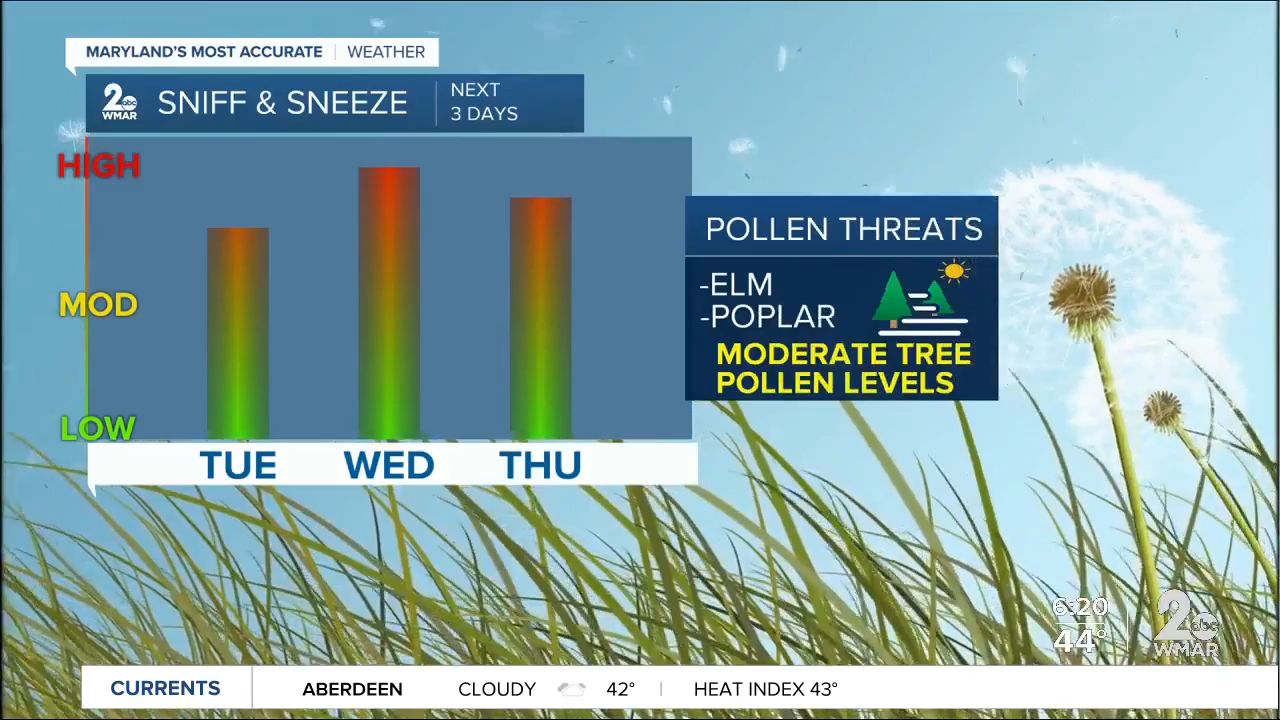 MARYLAND'S MOST ACCURATE | WEATHER
2 abc WMAR
SNIFF & SNEEZE
NEXT
3 DAYS
HIGH
MOD
LOW
TUE WED THU
POLLEN THREATS
-ELM
-POPLAR
MODERATE TREE
POLLEN LEVELS
6:20
44°
2 abc
WMAR
CURRENTS ABERDEEN CLOUDY 42° | HEAT INDEX 43°